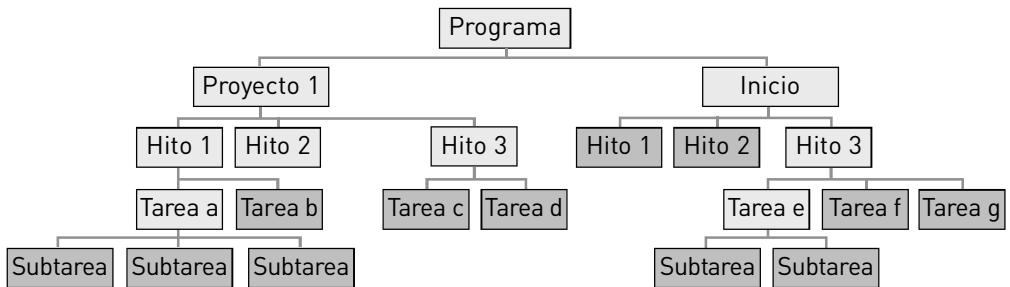 Programa
Proyecto 1 Inicio
Hito 1 Hito 2 Hito 3 Hito 1 Hito 2 Hito 3
Tarea a Tarea b Tarea c Tarea d Tarea e Tarea f Tarea g
Subtarea Subtarea Subtarea Subtarea Subtarea